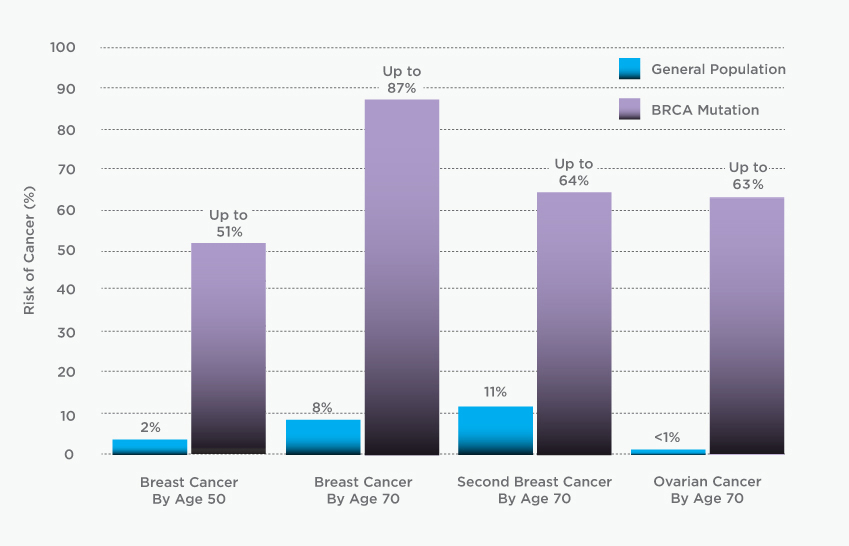 100
90
80
70
60
50
40
30
20
10
0
Risk of Cancer (%)
General Population
BRCA Mutation
2%
Up to
51%
8%
Up to
87%
11%
Up to
64%
<1%
Up to
63%
Breast Cancer
By Age 50
Breast Cancer
By Age 70
Second Breast Cancer
By Age 70
Ovarian Cancer
By Age 70